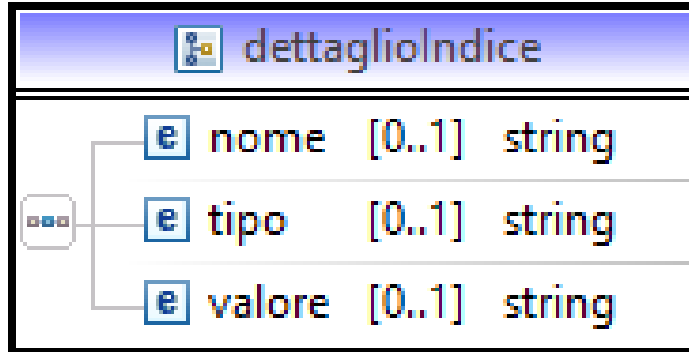 dettaglioIndice
e nome [0..1] string
e tipo [0..1] string
e valore [0..1] string